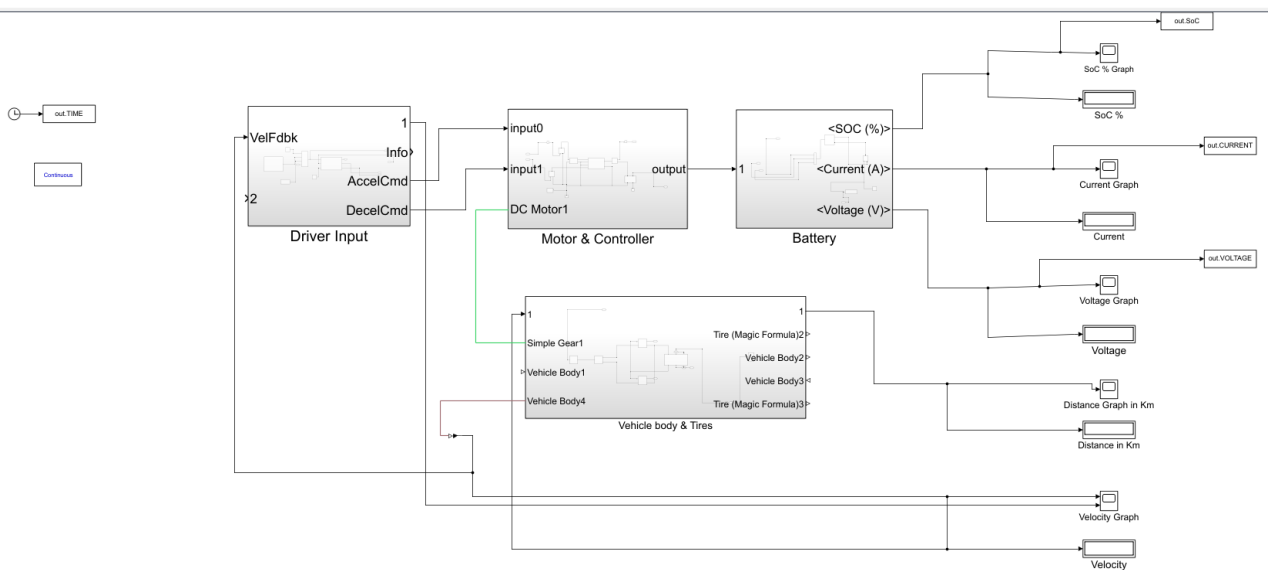 out.SoC
SoC % Graph
SoC %
out.TIME
Continuous
VelFdbk
2
1
Info
AccelCmd
DecelCmd
Driver Input
input0
input1
DC Motor1
output
Motor & Controller
1
<SOC (%)>
<Current (A)>
<Voltage (V)>
Battery
out.CURRENT
Current Graph
Current
out.VOLTAGE
Voltage Graph
Voltage
1
Simple Gear1
Vehicle Body1
Vehicle Body4
1
Tire (Magic Formula)2
Vehicle Body2
Vehicle Body3
Tire (Magic Formula)3
Vehicle body & Tires
Distance Graph in Km
Distance in Km
Velocity Graph
Velocity